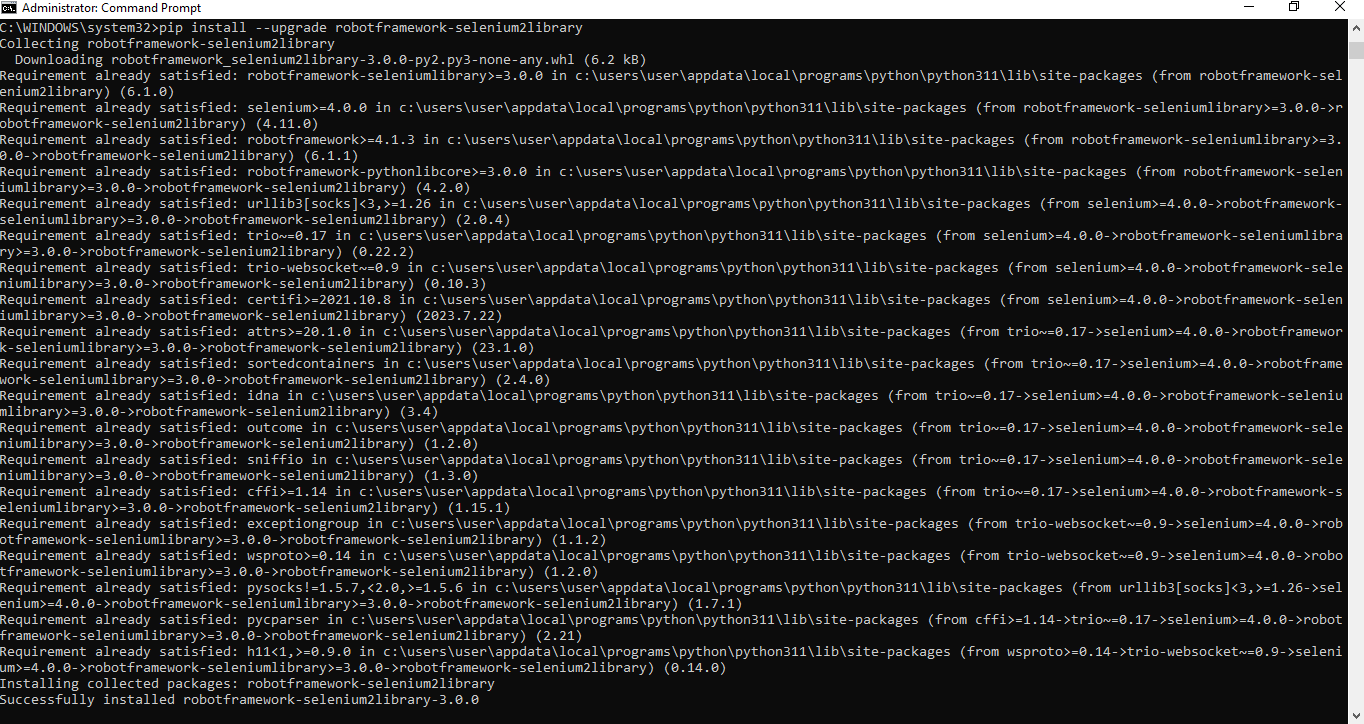 Administrator: Command Prompt
C:\WINDOWS\system32>pip install --upgrade robotframework-selenium2library
Collecting robotframework-selenium2library
  Downloading robotframework_selenium2library-3.0.0-py2.py3-none-any.whl (6.2 kB)
Requirement already satisfied: robotframework-seleniumlibrary>=3.0.0 in c:\users\user\appdata\local\programs\python\python311\lib\site-packages (from robotframework-sel
enium2library) (6.1.0)
Requirement already satisfied: selenium>=4.0.0 in c:\users\user\appdata\local\programs\python\python311\lib\site-packages (from robotframework-seleniumlibrary>=3.0.0->r
obotframework-selenium2library) (4.11.0)
Requirement already satisfied: robotframework>=4.1.3 in c:\users\user\appdata\local\programs\python\python311\lib\site-packages (from robotframework-seleniumlibrary>=3.
0.0->robotframework-selenium2library) (6.1.1)
Requirement already satisfied: robotframework-pythonlibcore>=3.0.0 in c:\users\user\appdata\local\programs\python\python311\lib\site-packages (from robotframework-selen
iumlibrary>=3.0.0->robotframework-selenium2library) (4.2.0)
Requirement already satisfied: urllib3[socks]<3,>=1.26 in c:\users\user\appdata\local\programs\python\python311\lib\site-packages (from selenium>=4.0.0->robotframework-
seleniumlibrary>=3.0.0->robotframework-selenium2library) (2.0.4)
Requirement already satisfied: trio~=0.17 in c:\users\user\appdata\local\programs\python\python311\lib\site-packages (from selenium>=4.0.0->robotframework-seleniumlibra
ry>=3.0.0->robotframework-selenium2library) (0.22.2)
Requirement already satisfied: trio-websocket~=0.9 in c:\users\user\appdata\local\programs\python\python311\lib\site-packages (from selenium>=4.0.0->robotframework-sele
niumlibrary>=3.0.0->robotframework-selenium2library) (0.10.3)
Requirement already satisfied: certifi>=2021.10.8 in c:\users\user\appdata\local\programs\python\python311\lib\site-packages (from selenium>=4.0.0->robotframework-selen
iumlibrary>=3.0.0->robotframework-selenium2library) (2023.7.22)
Requirement already satisfied: attrs>=20.1.0 in c:\users\user\appdata\local\programs\python\python311\lib\site-packages (from trio~=0.17->selenium>=4.0.0->robotframewor
k-seleniumlibrary>=3.0.0->robotframework-selenium2library) (23.1.0)
Requirement already satisfied: sortedcontainers in c:\users\user\appdata\local\programs\python\python311\lib\site-packages (from trio~=0.17->selenium>=4.0.0->robotframe
work-seleniumlibrary>=3.0.0->robotframework-selenium2library) (2.4.0)
Requirement already satisfied: idna in c:\users\user\appdata\local\programs\python\python311\lib\site-packages (from trio~=0.17->selenium>=4.0.0->robotframework-seleniu
mlibrary>=3.0.0->robotframework-selenium2library) (3.4)
Requirement already satisfied: outcome in c:\users\user\appdata\local\programs\python\python311\lib\site-packages (from trio~=0.17->selenium>=4.0.0->robotframework-sele
niumlibrary>=3.0.0->robotframework-selenium2library) (1.2.0)
Requirement already satisfied: sniffio in c:\users\user\appdata\local\programs\python\python311\lib\site-packages (from trio~=0.17->selenium>=4.0.0->robotframework-sele
niumlibrary>=3.0.0->robotframework-selenium2library) (1.3.0)
Requirement already satisfied: cffi>=1.14 in c:\users\user\appdata\local\programs\python\python311\lib\site-packages (from trio~=0.17->selenium>=4.0.0->robotframework-s
eleniumlibrary>=3.0.0->robotframework-selenium2library) (1.15.1)
Requirement already satisfied: exceptiongroup in c:\users\user\appdata\local\programs\python\python311\lib\site-packages (from trio-websocket~=0.9->selenium>=4.0.0->rob
otframework-seleniumlibrary>=3.0.0->robotframework-selenium2library) (1.1.2)
Requirement already satisfied: wsproto>=0.14 in c:\users\user\appdata\local\programs\python\python311\lib\site-packages (from trio-websocket~=0.9->selenium>=4.0.0->robo
tframework-seleniumlibrary>=3.0.0->robotframework-selenium2library) (1.2.0)
Requirement already satisfied: pysocks!=1.5.7,<2.0,>=1.5.6 in c:\users\user\appdata\local\programs\python\python311\lib\site-packages (from urllib3[socks]<3,>=1.26->sel
enium>=4.0.0->robotframework-seleniumlibrary>=3.0.0->robotframework-selenium2library) (1.7.1)
Requirement already satisfied: pycparser in c:\users\user\appdata\local\programs\python\python311\lib\site-packages (from cffi>=1.14->trio~=0.17->selenium>=4.0.0->robot
framework-seleniumlibrary>=3.0.0->robotframework-selenium2library) (2.21)
Requirement already satisfied: h11<1,>=0.9.0 in c:\users\user\appdata\local\programs\python\python311\lib\site-packages (from wsproto>=0.14->trio-websocket~=0.9->seleni
um>=4.0.0->robotframework-seleniumlibrary>=3.0.0->robotframework-selenium2library) (0.14.0)
Installing collected packages: robotframework-selenium2library
Successfully installed robotframework-selenium2library-3.0.0